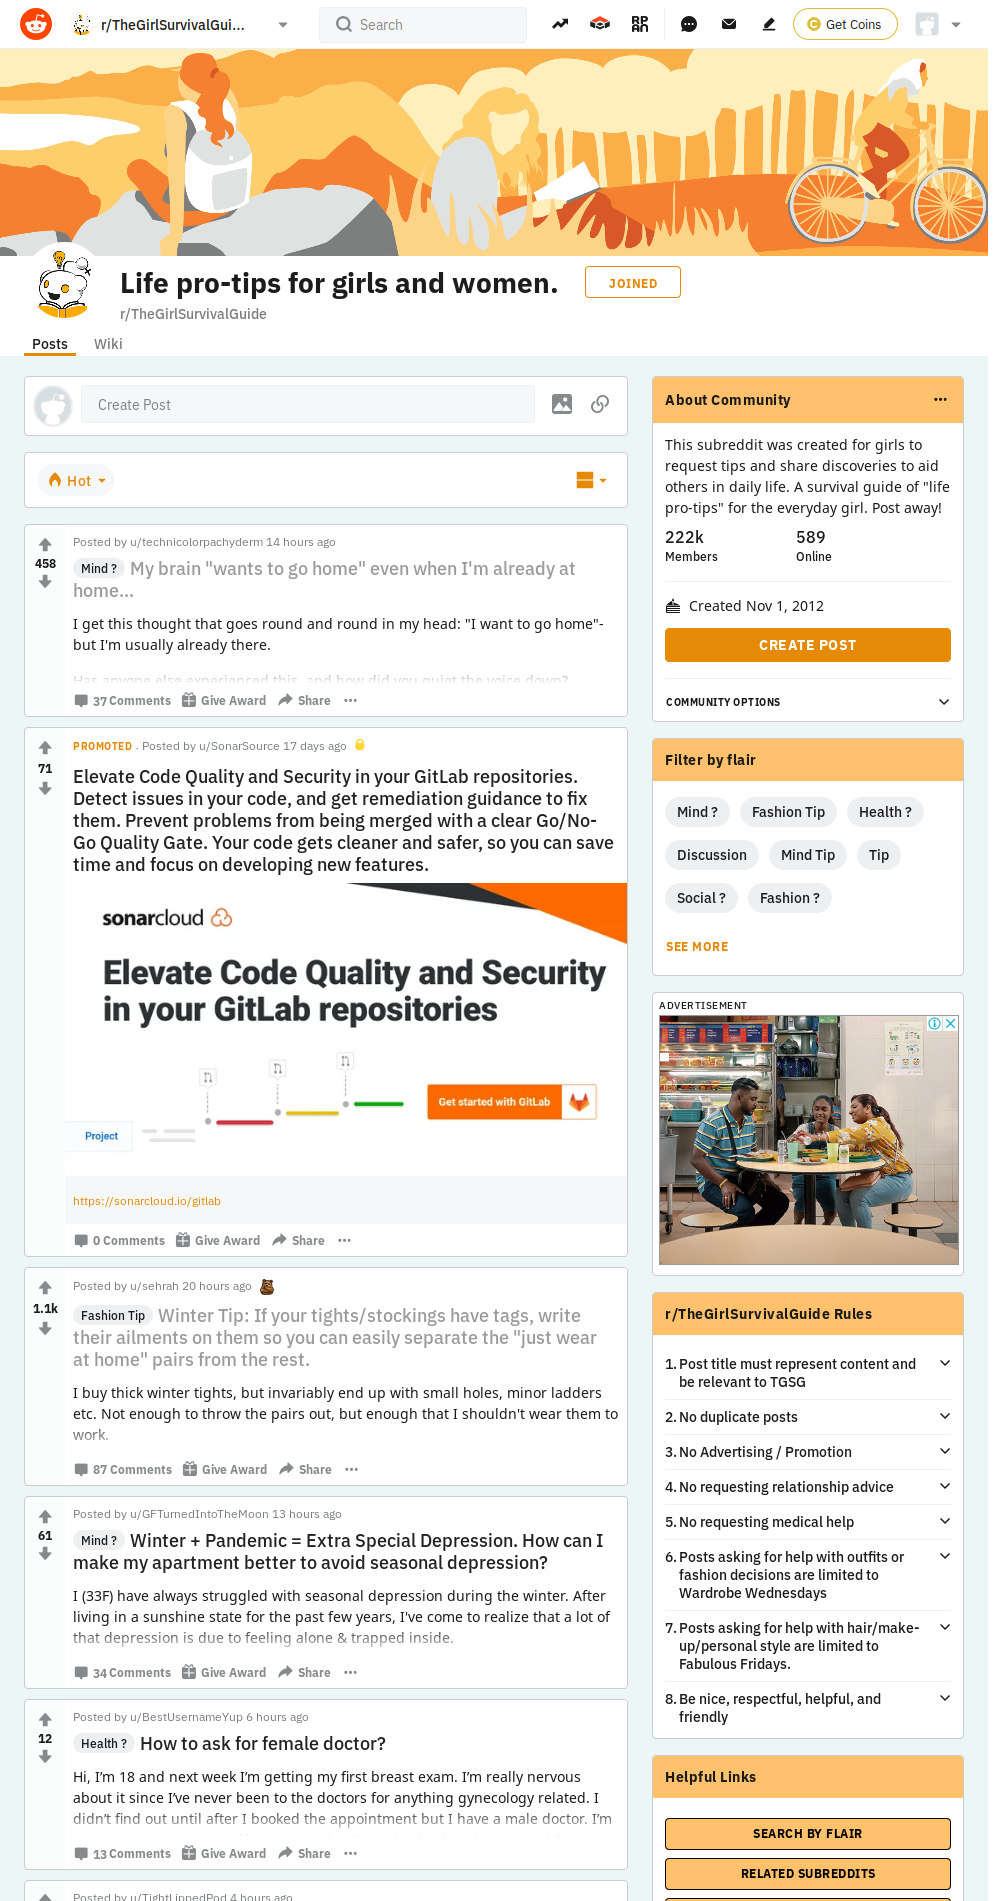 r/TheGirlSurvivalGui...
Search
Get Coins
Life pro-tips for girls and women.
JOINED
r/TheGirlSurvivalGuide
Posts
Wiki
Create Post
Hot
Posted by u/technicolorpachyderm 14 hours ago
458
Mind ? My brain "wants to go home" even when I'm already at
home...
I get this thought that goes round and round in my head: "I want to go home"-
but I'm usually already there.
Has anyone else experienced this, and how did you quiet the voice down?
37 Comments Give Award Share
PROMOTED · Posted by u/SonarSource 17 days ago
71
Elevate Code Quality and Security in your GitLab repositories.
Detect issues in your code, and get remediation guidance to fix
them. Prevent problems from being merged with a clear Go/No-
Go Quality Gate. Your code gets cleaner and safer, so you can save
time and focus on developing new features.
sonarcloud
Elevate Code Quality and Security
in your GitLab repositories
Get started with GitLab
Project
https://sonarcloud.io/gitlab
0 Comments Give Award Share
Posted by u/sehrah 20 hours ago
1.1k
Fashion Tip Winter Tip: If your tights/stockings have tags, write
their ailments on them so you can easily separate the "just wear
at home" pairs from the rest.
I buy thick winter tights, but invariably end up with small holes, minor ladders
etc. Not enough to throw the pairs out, but enough that I shouldn't wear them to
work.
87 Comments Give Award Share
Posted by u/GFTurnedIntoTheMoon 13 hours ago
61
Mind ? Winter + Pandemic = Extra Special Depression. How can I
make my apartment better to avoid seasonal depression?
I (33F) have always struggled with seasonal depression during the winter. After
living in a sunshine state for the past few years, I've come to realize that a lot of
that depression is due to feeling alone & trapped inside.
34 Comments Give Award Share
Posted by u/BestUsernameYup 6 hours ago
12
Health ? How to ask for female doctor?
Hi, I’m 18 and next week I’m getting my first breast exam. I’m really nervous
about it since I’ve never been to the doctors for anything gynecology related. I
didn’t find out until after I booked the appointment but I have a male doctor. I’m
13 Comments Give Award Share
Posted by u/TightLippedPod 4 hours ago
About Community
This subreddit was created for girls to
request tips and share discoveries to aid
others in daily life. A survival guide of "life
pro-tips" for the everyday girl. Post away!
222k
589
Members
Online
Created Nov 1, 2012
CREATE POST
COMMUNITY OPTIONS
Filter by flair
Mind ? Fashion Tip Health ?
Discussion Mind Tip Tip
Social ? Fashion ?
SEE MORE
ADVERTISEMENT
r/TheGirlSurvivalGuide Rules
1. Post title must represent content and
be relevant to TGSG
2. No duplicate posts
3. No Advertising / Promotion
4. No requesting relationship advice
5. No requesting medical help
6. Posts asking for help with outfits or
fashion decisions are limited to
Wardrobe Wednesdays
7. Posts asking for help with hair/make-
up/personal style are limited to
Fabulous Fridays.
8. Be nice, respectful, helpful, and
friendly
Helpful Links
SEARCH BY FLAIR
RELATED SUBREDDITS